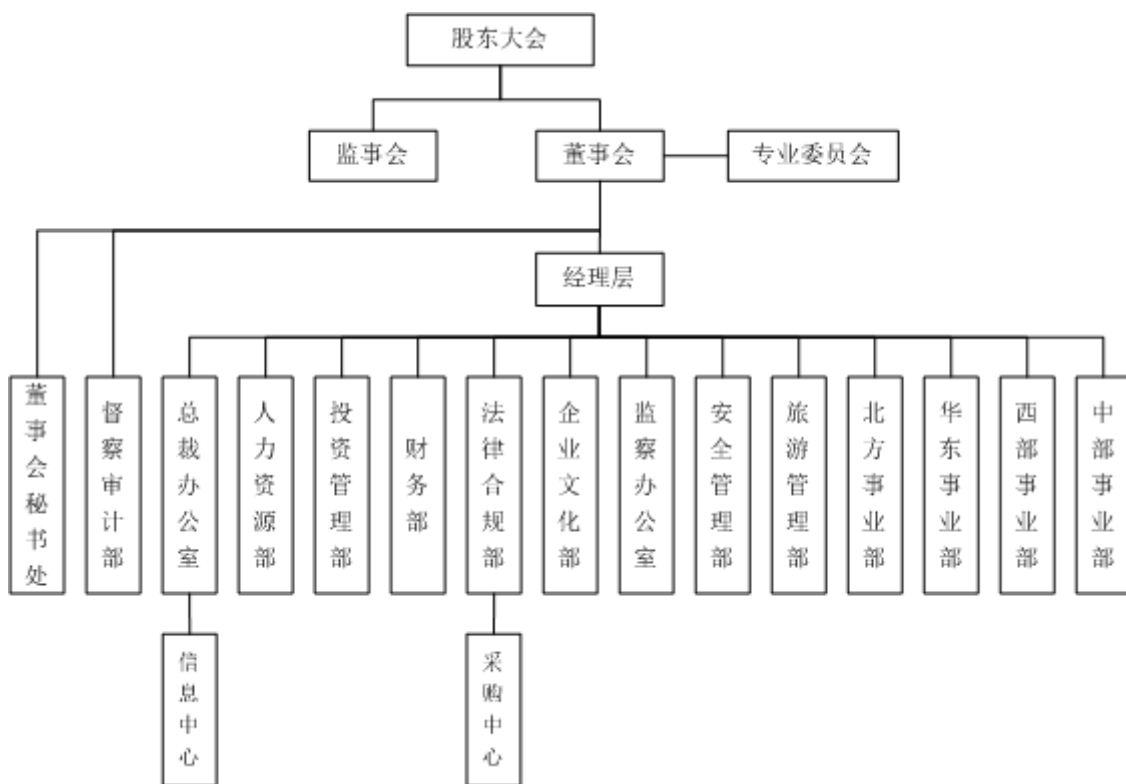 股东大会
监事会
董事会
专业委员会
经理层
董事会秘书处
督察审计部
总裁办公室
人力资源部
投资管理部
财务部
法律合规部
企业文化部
监察办公室
安全管理部
旅游管理部
北方事业部
华东事业部
西部事业部
中部事业部
信息中心
采购中心